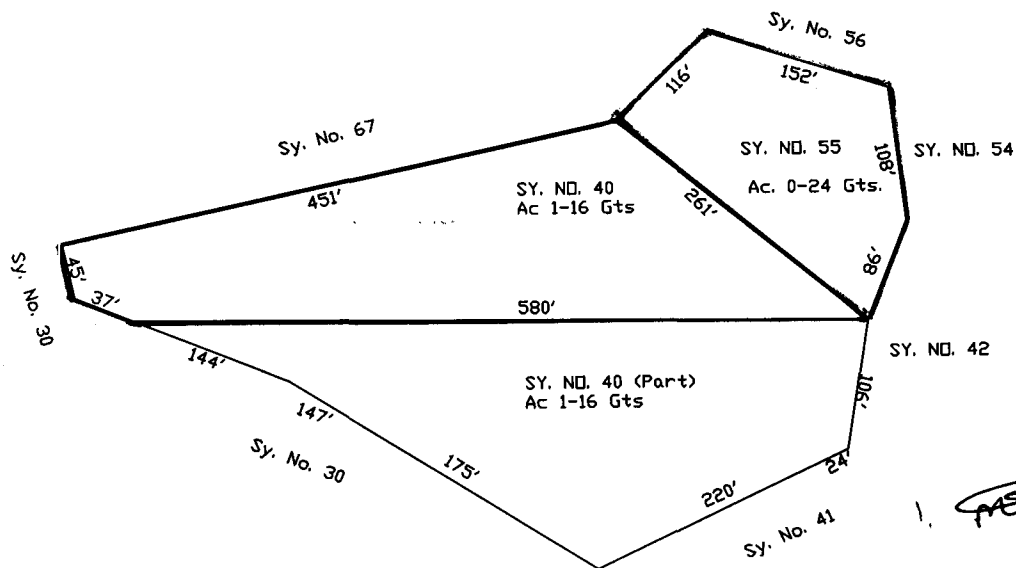 Sy. No. 56
116'
152'
Sy. No. 67
SY. NO. 55
108'
SY. NO. 54
Ac. 0-24 Gts.
SY. NO. 40
Ac 1-16 Gts
451'
261'
45'
Sy. No. 30
37'
86'
580'
SY. NO. 42
144'
SY. NO. 40 (Part)
Ac 1-16 Gts
106'
147'
Sy. No. 30
175'
24'
220'
Sy. No. 41
1.